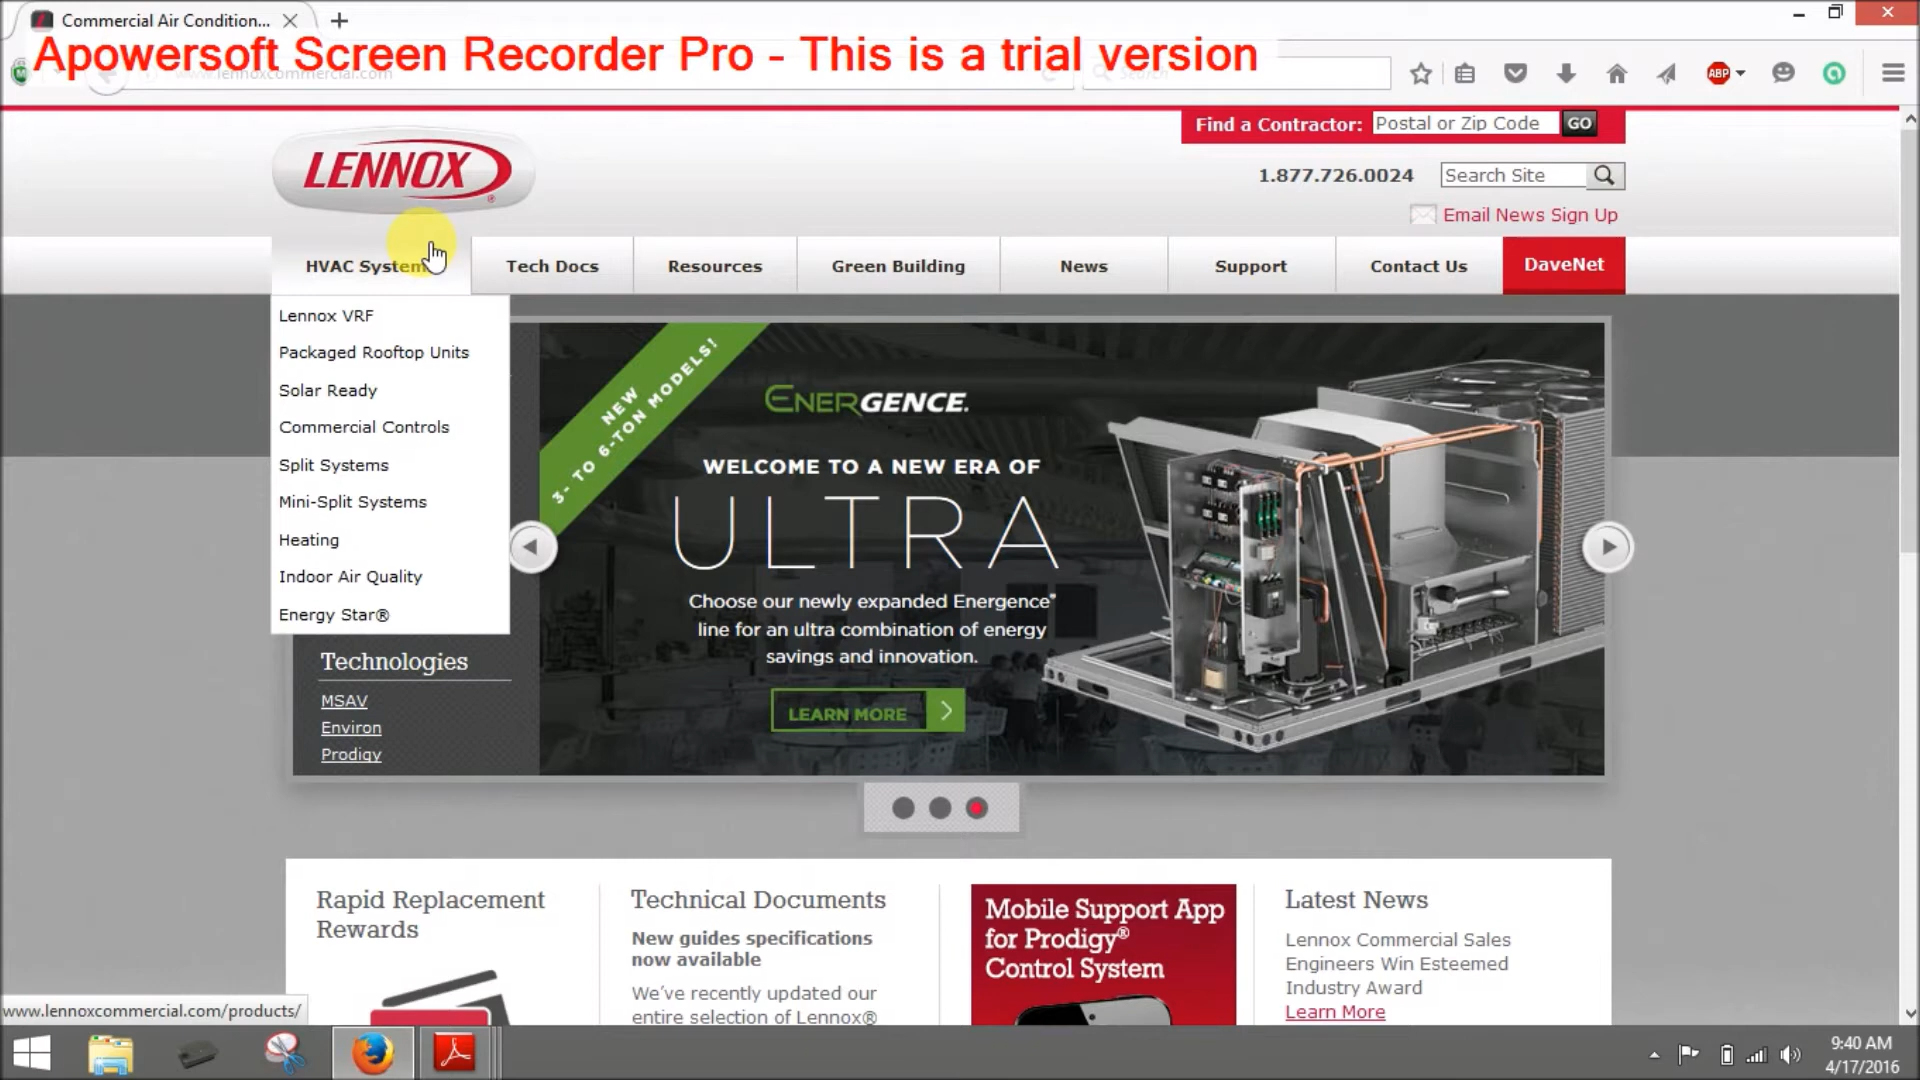 Commercial Air Condition...
Apowersoft Screen Recorder Pro - This is a trial version
www.lennoxcommercial.com
Search
ABP
Find a Contractor: Postal or Zip Code GO
LENNOX
1.877.726.0024 Search Site
Email News Sign Up
HVAC System Tech Docs Resources Green Building News Support Contact Us DaveNet
Lennox VRF
Packaged Rooftop Units
Solar Ready
Commercial Controls
Split Systems
Mini-Split Systems
Heating
Indoor Air Quality
Energy Star®
Technologies
MSAV
Environ
Prodigy
NEW
3- TO 6-TON MODELS!
ENERGENCE.
WELCOME TO A NEW ERA OF
ULTRA
Choose our newly expanded Energence®
line for an ultra combination of energy
savings and innovation.
LEARN MORE
Rapid Replacement
Rewards
Technical Documents
New guides specifications
now available
We've recently updated our
entire selection of Lennox®
Mobile Support App
for Prodigy®
Control System
Latest News
Lennox Commercial Sales
Engineers Win Esteemed
Industry Award
Learn More
www.lennoxcommercial.com/products/
9:40 AM
4/17/2016